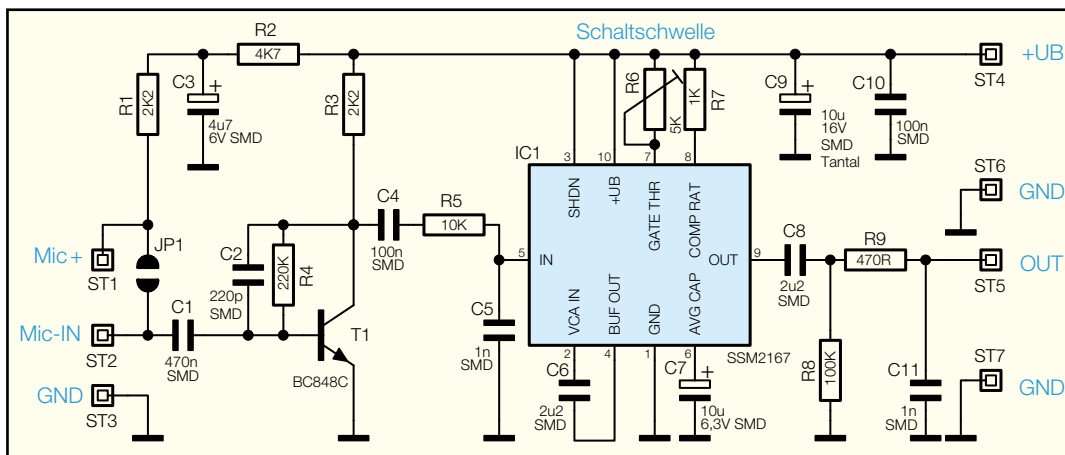 Schaltschwelle
R2
4K7
+UB
ST4
R1
2K2
C3
+
4u7
6V SMD
R3
2K2
R6
5K
1K
R7
C9
+
10u
16V
SMD
Tantal
C10
100n
SMD
IC1
3
10
7
8
SHDN
+UB
GATE THR
COMP RAT
ST6
GND
Mic+
ST1
JP1
C2
220p
SMD
220K
R4
C4
100n
SMD
R5
10K
5
IN
OUT
9
C8
2u2
SMD
R9
470R
OUT
ST5
Mic-IN
ST2
C1
470n
SMD
T1
BC848C
C5
1n
SMD
VCA IN
BUF OUT
GND
AVG CAP
2
4
1
6
SSM2167
C6
2u2
SMD
C7
+
10u
6,3V SMD
R8
100K
C11
1n
SMD
ST7
GND
GND
ST3